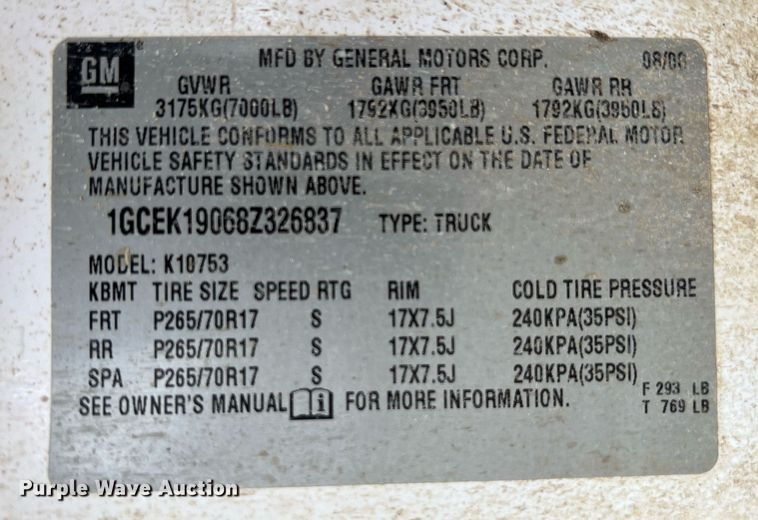 GM
MFD BY GENERAL MOTORS CORP. 08/08
GVWR GAWR FRT GAWR RR
3175KG(7000LB) 1792KG(3950LB) 1792KG(3950LB)
THIS VEHICLE CONFORMS TO ALL APPLICABLE U.S. FEDERAL MOTOR
VEHICLE SAFETY STANDARDS IN EFFECT ON THE DATE OF
MANUFACTURE SHOWN ABOVE.
1GCEK19068Z326837 TYPE: TRUCK
MODEL: K10753
KBMT TIRE SIZE SPEED RTG RIM COLD TIRE PRESSURE
FRT P265/70R17 S 17X7.5J 240KPA(35PSI)
RR P265/70R17 S 17X7.5J 240KPA(35PSI)
SPA P265/70R17 S 17X7.5J 240KPA(35PSI)
SEE OWNER'S MANUAL i FOR MORE INFORMATION.
F 293 LB
T 769 LB
Purple Wave Auction